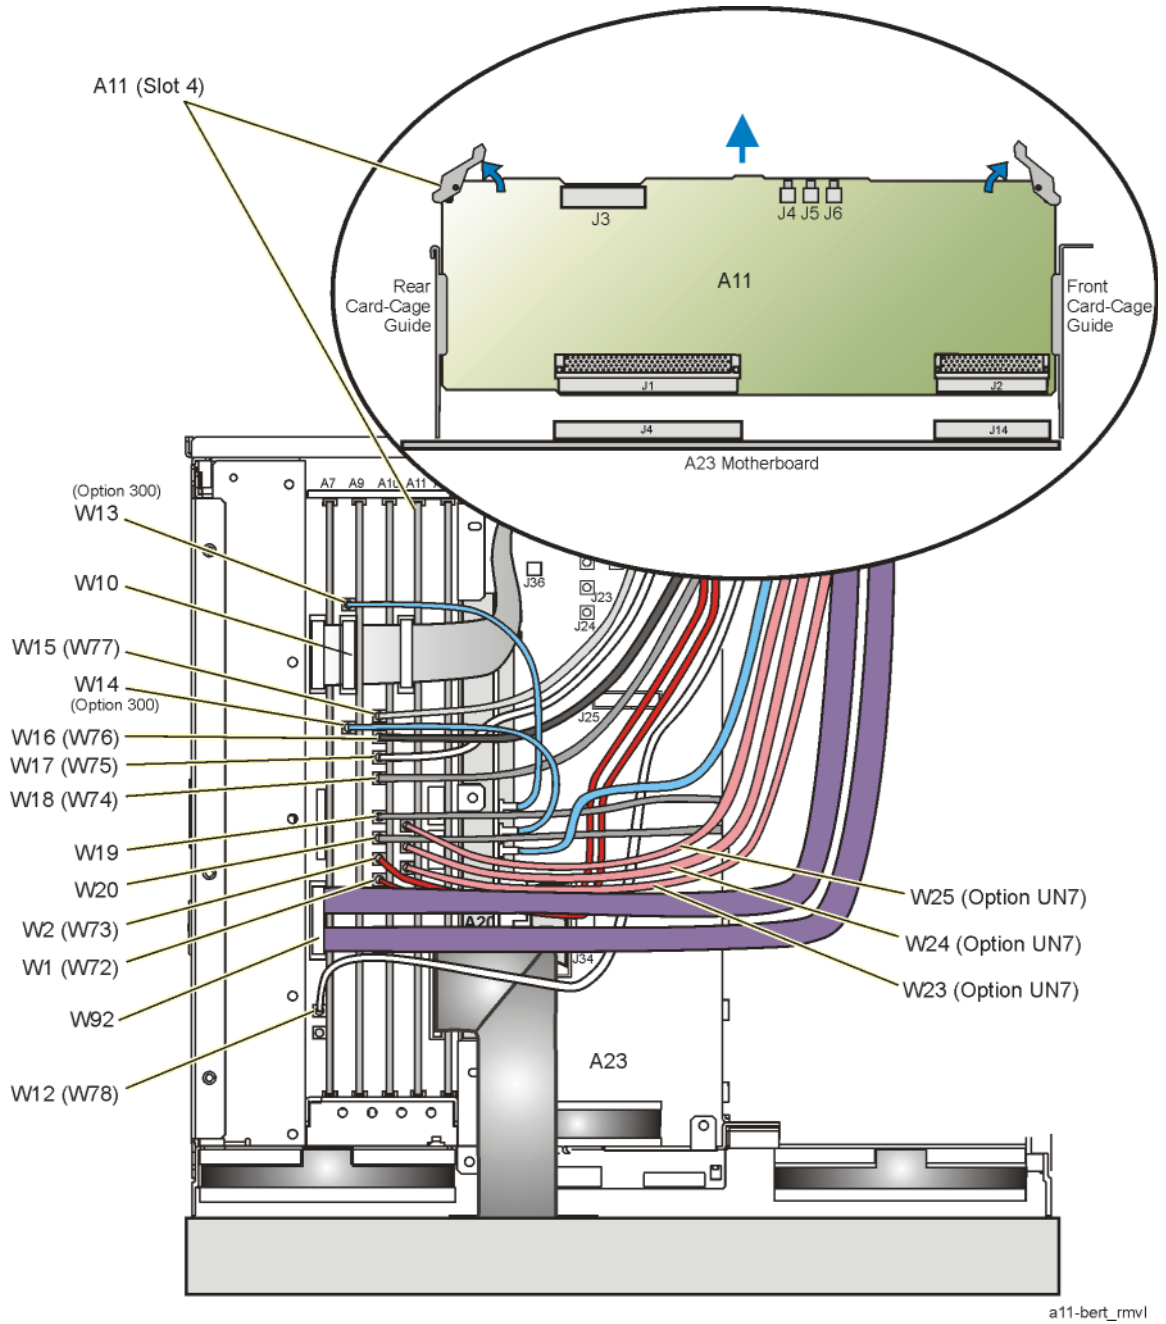 A11 (Slot 4)
J3
J4 J5 J6
A11
Rear
Card-Cage
Guide
Front
Card-Cage
Guide
J1
J2
J4
J14
A23 Motherboard
A7 A9 A10 A11
(Option 300)
W13
W10
W15 (W77)
W14
(Option 300)
W16 (W76)
W17 (W75)
W18 (W74)
W19
W20
W2 (W73)
W1 (W72)
W92
W12 (W78)
J36
J23
J24
J25
A20
J34
A23
W25 (Option UN7)
W24 (Option UN7)
W23 (Option UN7)
a11-bert_rmvl